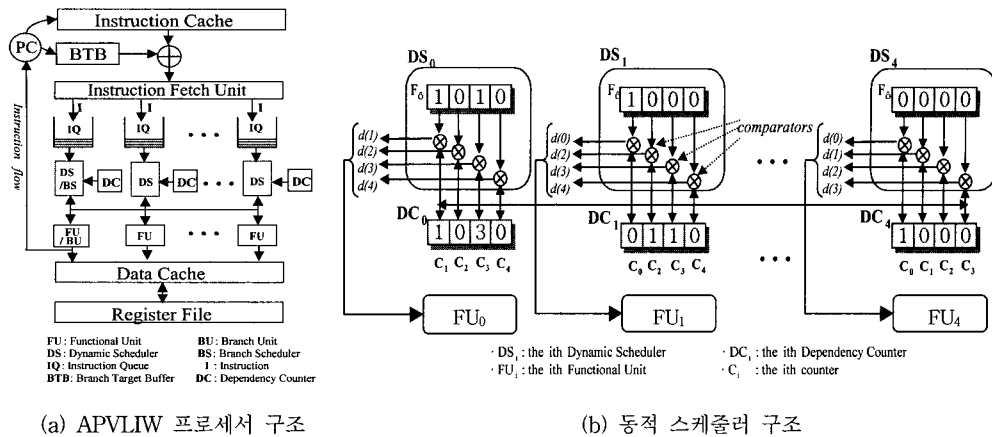 Instruction Cache
PC
BTB
Instruction Fetch Unit
Instruction flow
I I I
IQ IQ • • • IQ
DS /BS DC DS DC • • • DS DC
FU / BU FU • • • FU
Data Cache
Register File
FU : Functional Unit BU : Branch Unit
DS : Dynamic Scheduler BS : Branch Scheduler
IQ : Instruction Queue I : Instruction
BTB : Branch Target Buffer DC : Dependency Counter
(a) APVLIW 프로세서 구조
DS0
Fδ 1 0 1 0
d(1)
d(2)
d(3)
d(4)
DC0
1 0 3 0
C1 C2 C3 C4
FU0
DS1
Fδ 1 0 0 0
comparators
d(0)
d(2)
d(3)
d(4)
DC1
0 1 1 0
C0 C2 C3 C4
FU1
• • •
• • •
DS4
Fδ 0 0 0 0
d(0)
d(1)
d(2)
d(3)
DC4
1 0 0 0
C0 C1 C2 C3
FU4
· DSi : the ith Dynamic Scheduler · DCi : the ith Dependency Counter
· FUi : the ith Functional Unit · Ci : the ith counter
(b) 동적 스케줄러 구조